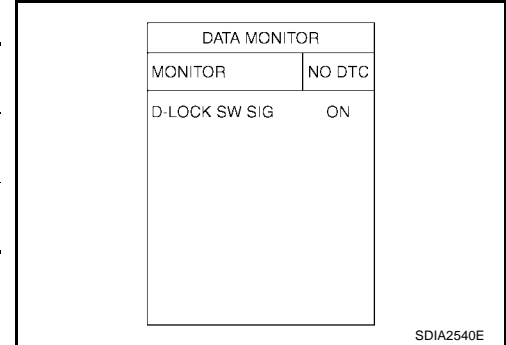 DATA MONITOR
MONITOR NO DTC
D-LOCK SW SIG ON
SDIA2540E